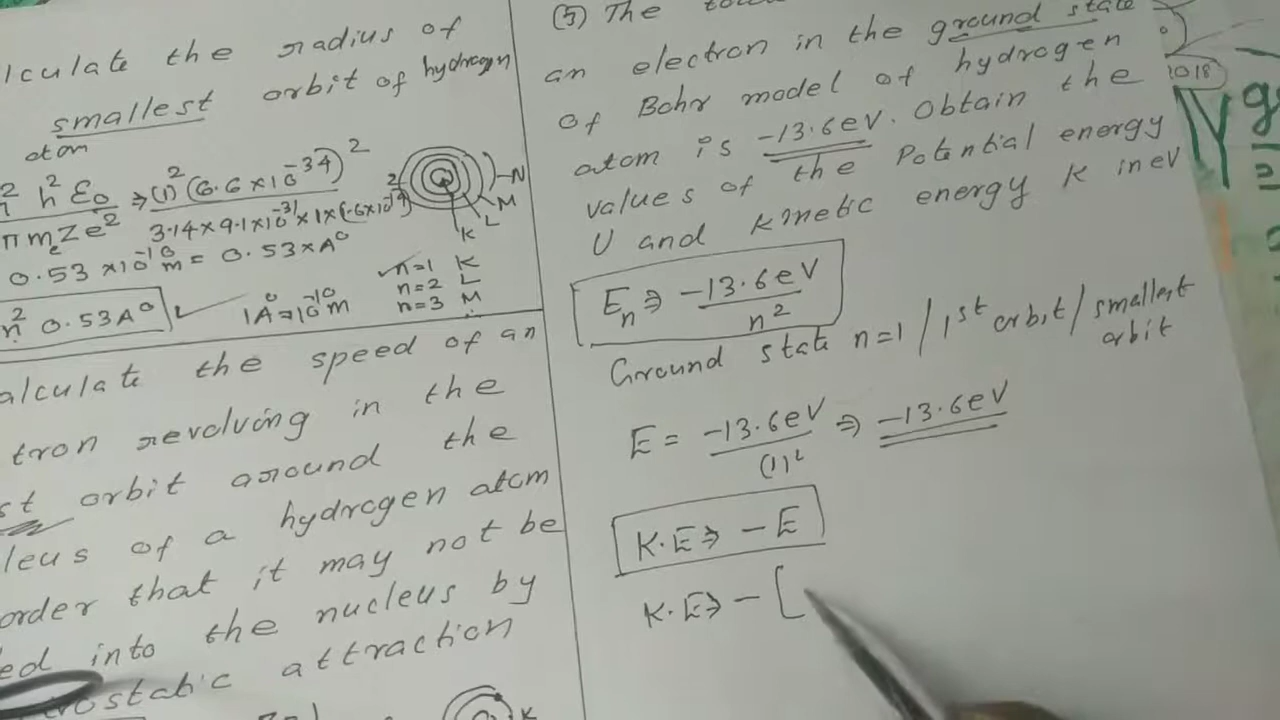 lculate the radius of
smallest orbit of hydrogen
atom
n² h² ε₀ ⇒ (1)² (6.6×10⁻³⁴)²
π mₑ Z e² 3.14×9.1×10⁻³¹×1×(1.6×10⁻¹⁹)²
0.53 ×10⁻¹⁰ m = 0.53×A°
N
M
L
K
n² 0.53A°
1A° ⇒ 10⁻¹⁰ m
n=1 K
n=2 L
n=3 M
alculate the speed of an
tron revolving in the
st orbit around the
leus of a hydrogen atom
order that it may not be
ed into the nucleus by
rostatic attraction
K
(5) The
an electron in the ground state
of Bohr model of hydrogen
atom is -13.6eV. Obtain the
values of the Potential energy
U and kinetic energy K in eV
2018
Eₙ ⇒ -13.6eV
n²
Ground state n=1 / 1st orbit / smallest
orbit
E = -13.6eV ⇒ -13.6eV
(1)²
K.E ⇒ - E
K.E ⇒ - [